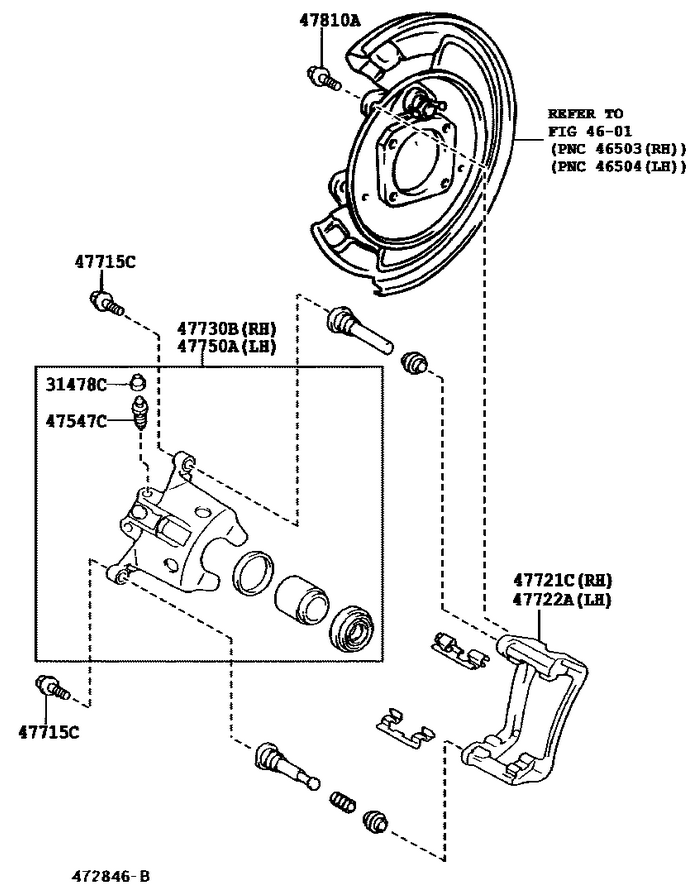 47810A
REFER TO
FIG 46-01
(PNC 46503(RH))
(PNC 46504(LH))
47715C
47730B(RH)
47750A(LH)
31478C
47547C
47721C(RH)
47722A(LH)
47715C
472846-B